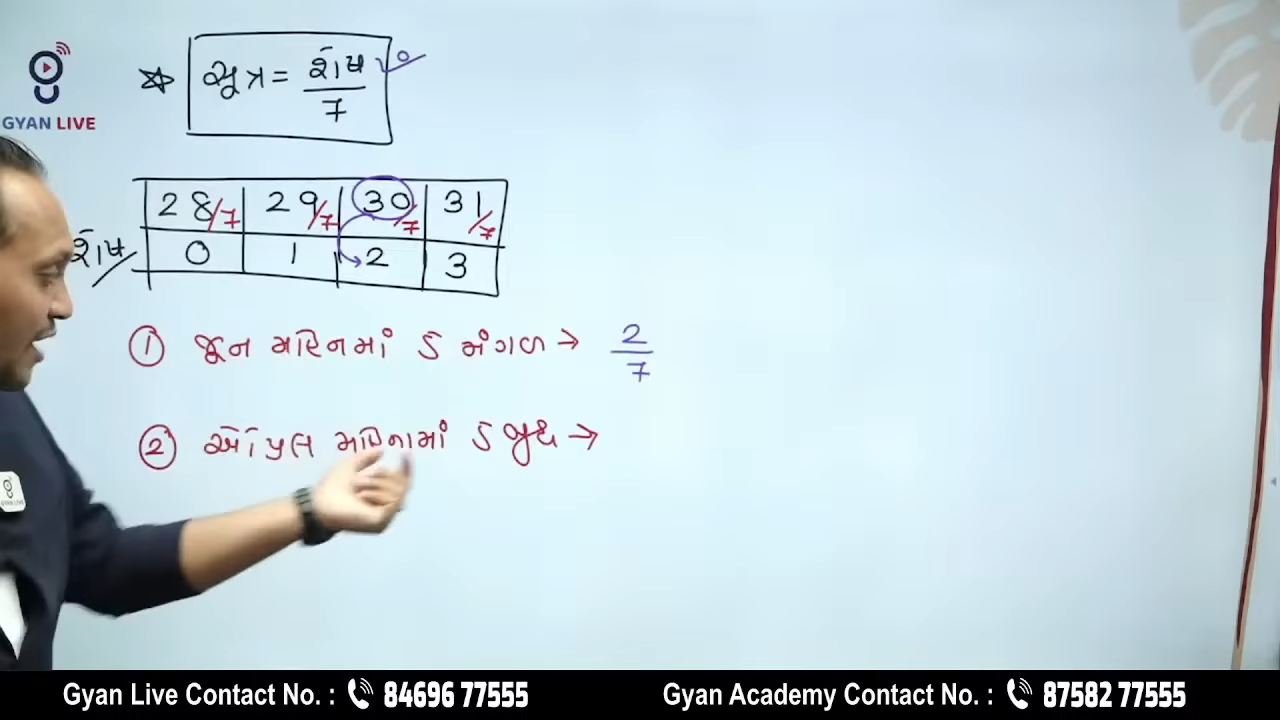 GYAN LIVE
સૂત્ર = શેષ / 7
28/7 29/7 30/7 31/7
શેષ 0 1 2 3
① જૂન મહિનામાં 5 મંગળ → 2/7
② એપ્રિલ મહિનામાં 5 બુધ →
Gyan Live Contact No. : 84696 77555 Gyan Academy Contact No. : 87582 77555